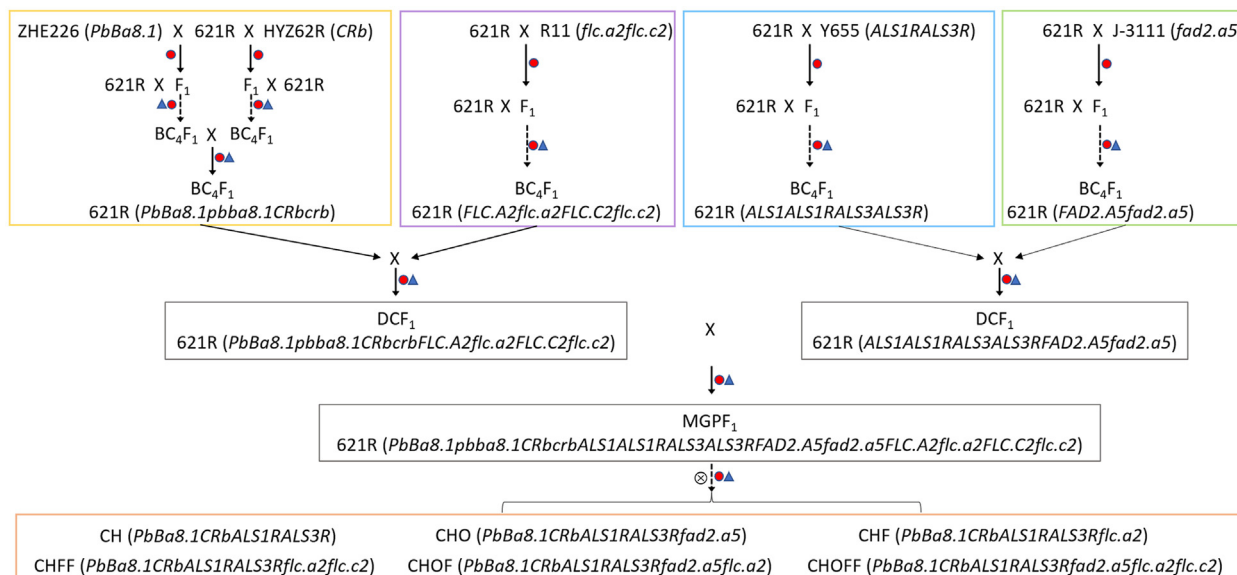 ZHE226 (PbBa8.1) X 621R X HYZ62R (CRb)
621R X F1 F1 X 621R
BC4F1 X BC4F1
BC4F1
621R (PbBa8.1pbba8.1CRbcrb)
621R X R11 (flc.a2flc.c2)
621R X F1
BC4F1
621R (FLC.A2flc.a2FLC.C2flc.c2)
621R X Y655 (ALS1RALS3R)
621R X F1
BC4F1
621R (ALS1ALS1RALS3ALS3R)
621R X J-3111 (fad2.a5)
621R X F1
BC4F1
621R (FAD2.A5fad2.a5)
X
X
DCF1
621R (PbBa8.1pbba8.1CRbcrbFLC.A2flc.a2FLC.C2flc.c2)
X
DCF1
621R (ALS1ALS1RALS3ALS3RFAD2.A5fad2.a5)
MGPF1
621R (PbBa8.1pbba8.1CRbcrbALS1ALS1RALS3ALS3RFAD2.A5fad2.a5FLC.A2flc.a2FLC.C2flc.c2)
CH (PbBa8.1CRbALS1RALS3R) CHO (PbBa8.1CRbALS1RALS3Rfad2.a5) CHF (PbBa8.1CRbALS1RALS3Rflc.a2)
CHFF (PbBa8.1CRbALS1RALS3Rflc.a2flc.c2) CHOF (PbBa8.1CRbALS1RALS3Rfad2.a5flc.a2) CHOFF (PbBa8.1CRbALS1RALS3Rfad2.a5flc.a2flc.c2)